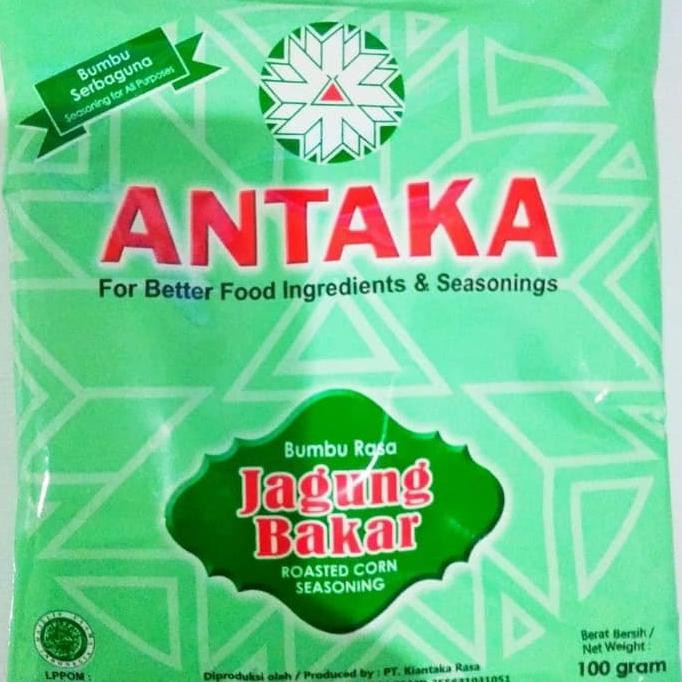 Bumbu
Serbaguna
Seasoning for All Purposes
ANTAKA
For Better Food Ingredients & Seasonings
Bumbu Rasa
Jagung
Bakar
ROASTED CORN
SEASONING
LPPOM :
Diproduksi oleh / Produced by : PT. Kiantaka Rasa
Berat Bersih /
Net Weight :
100 gram